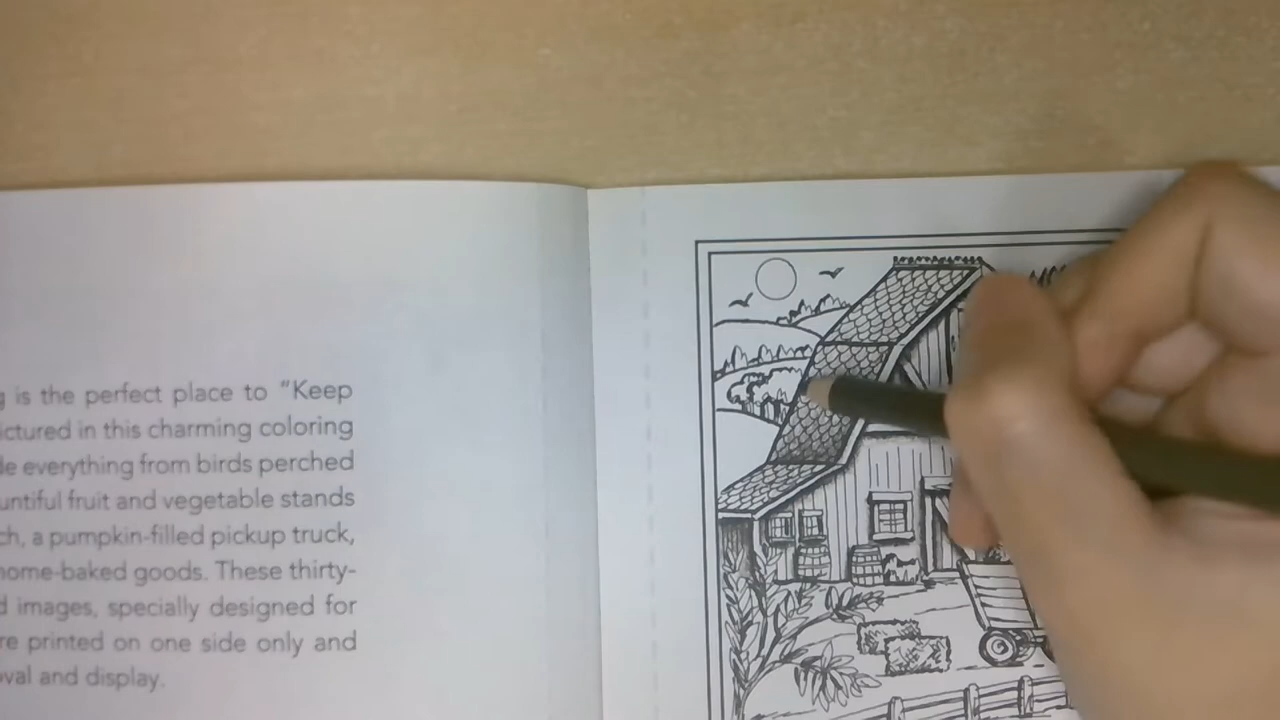 is the perfect place to "Keep
ictured in this charming coloring
everything from birds perched
untiful fruit and vegetable stands
ch, a pumpkin-filled pickup truck,
home-baked goods. These thirty-
d images, specially designed for
re printed on one side only and
oval and display.